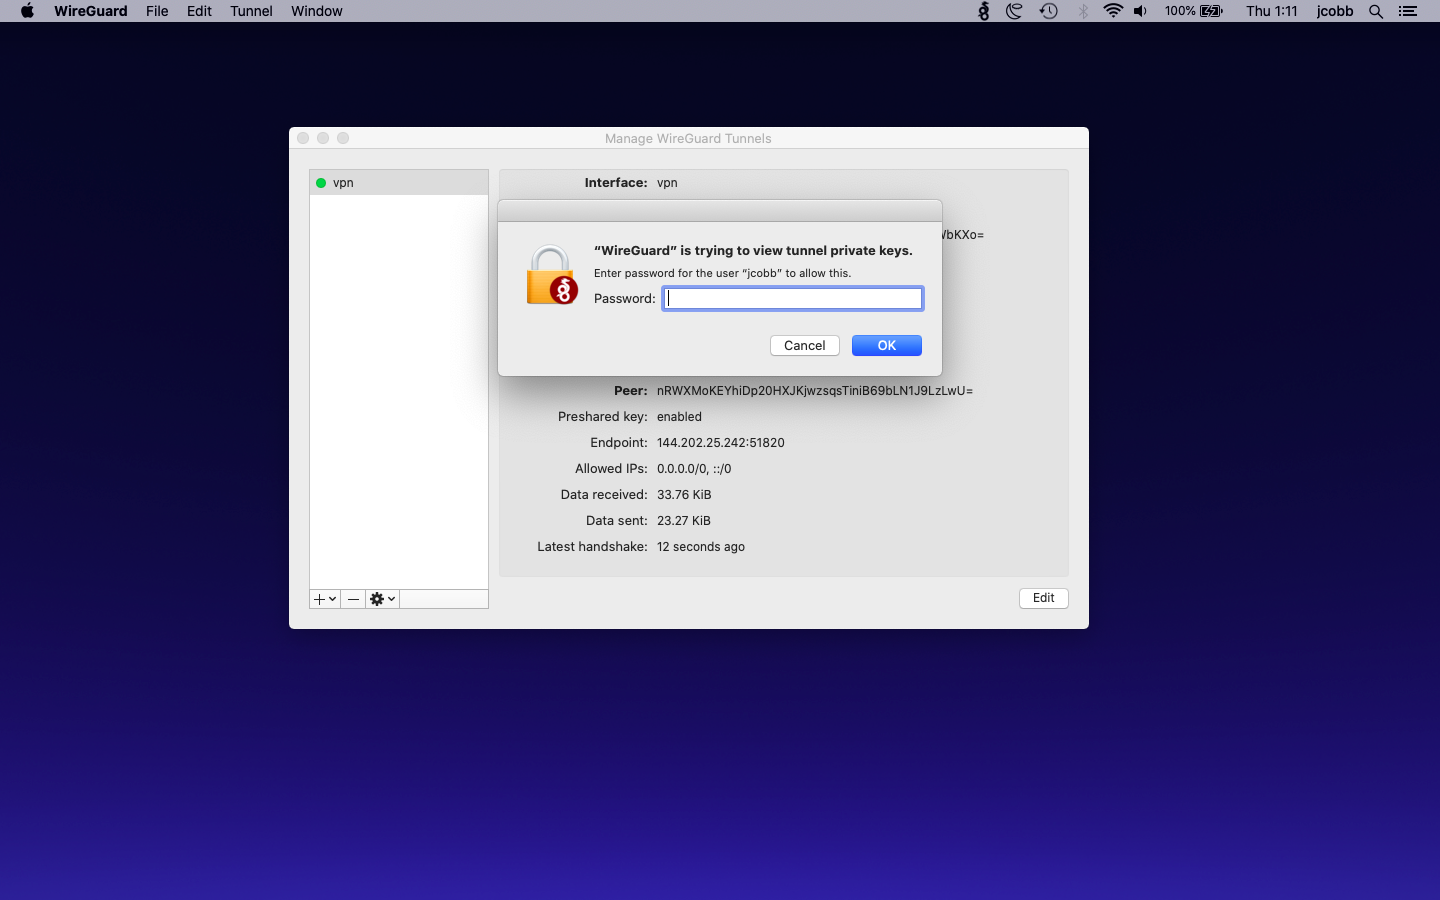 WireGuard File Edit Tunnel Window 100% Thu 1:11 jcobb
Manage WireGuard Tunnels
vpn
Interface: vpn
VbKXo=
“WireGuard” is trying to view tunnel private keys.
Enter password for the user “jcobb” to allow this.
Password:
Cancel OK
Peer: nRWXMoKEYhiDp20HXJKjwzsqsTiniB69bLN1J9LzLwU=
Preshared key: enabled
Endpoint: 144.202.25.242:51820
Allowed IPs: 0.0.0.0/0, ::/0
Data received: 33.76 KiB
Data sent: 23.27 KiB
Latest handshake: 12 seconds ago
Edit